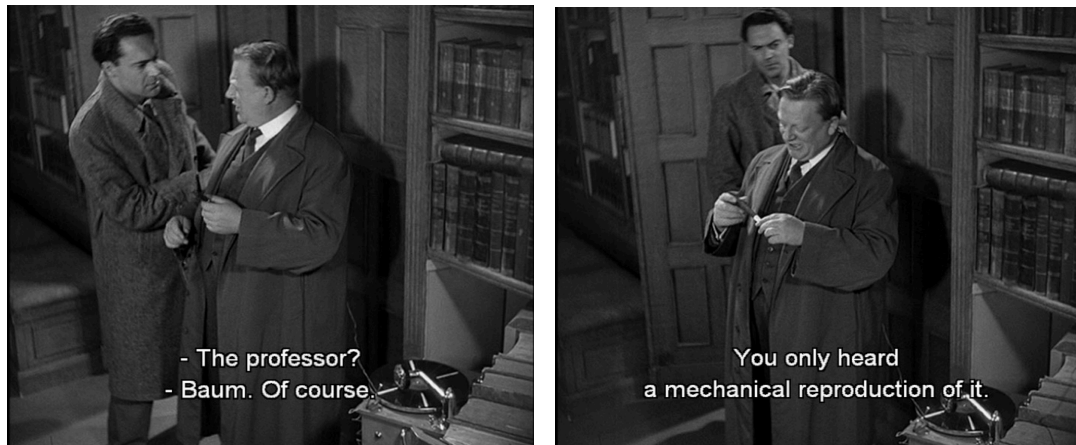 - The professor?
- Baum. Of course.
You only heard
a mechanical reproduction of it.